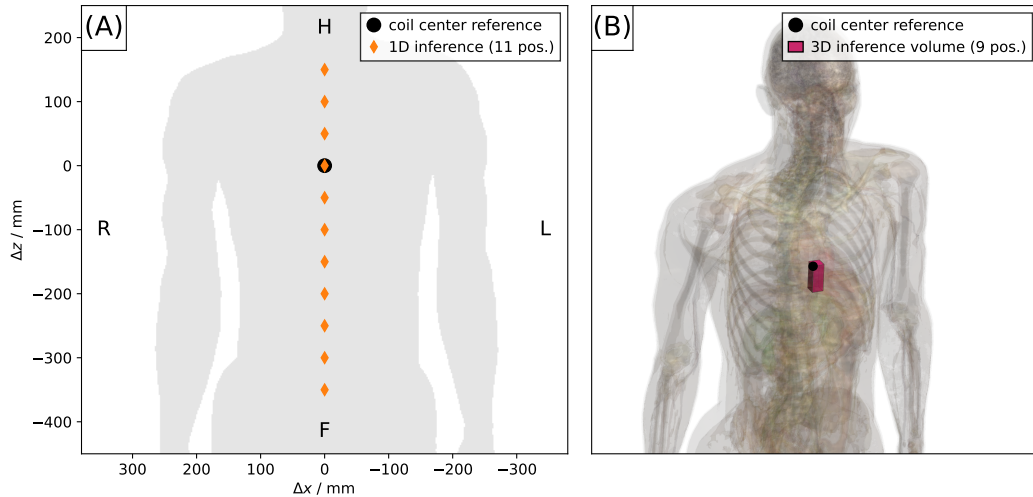 (A)
coil center reference
1D inference (11 pos.)
H
R
L
F
200
100
0
−100
−200
−300
−400
Δz / mm
300
200
100
0
−100
−200
−300
Δx / mm
(B)
coil center reference
3D inference volume (9 pos.)